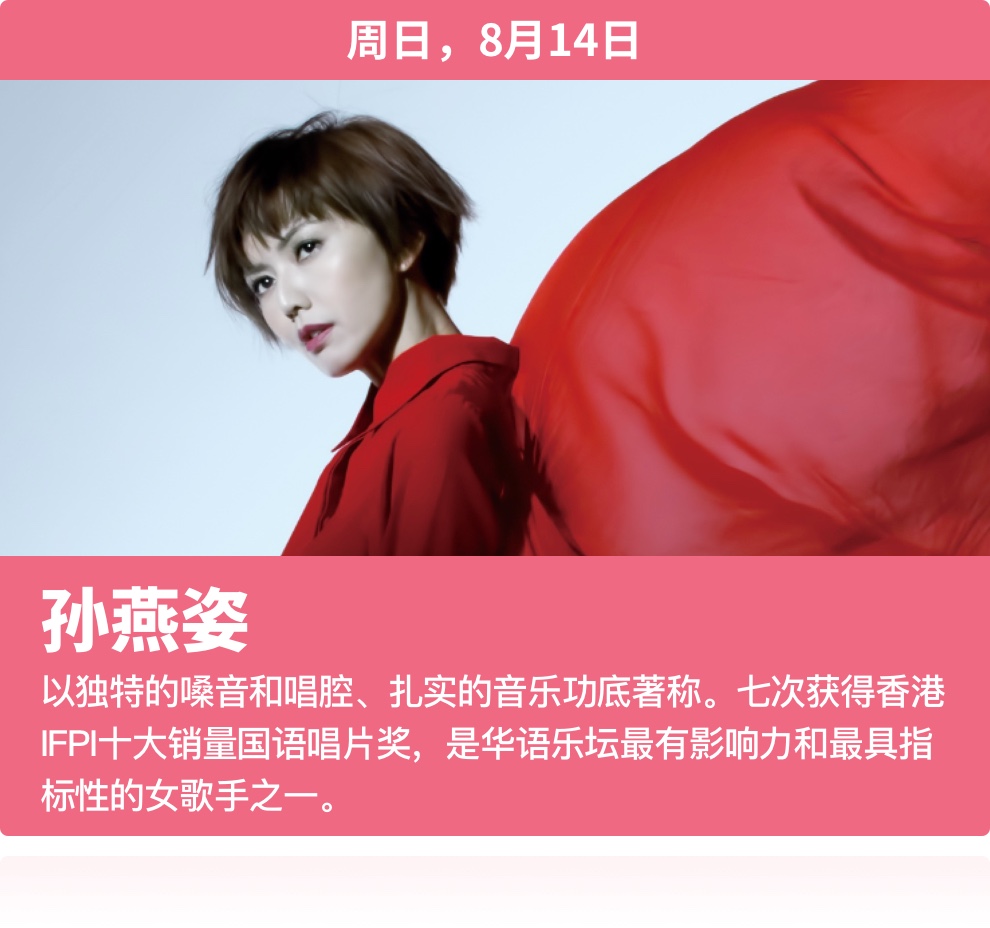 周日，8月14日
孙燕姿
以独特的嗓音和唱腔、扎实的音乐功底著称。七次获得香港
IFPI十大销量国语唱片奖，是华语乐坛最有影响力和最具指
标性的女歌手之一。